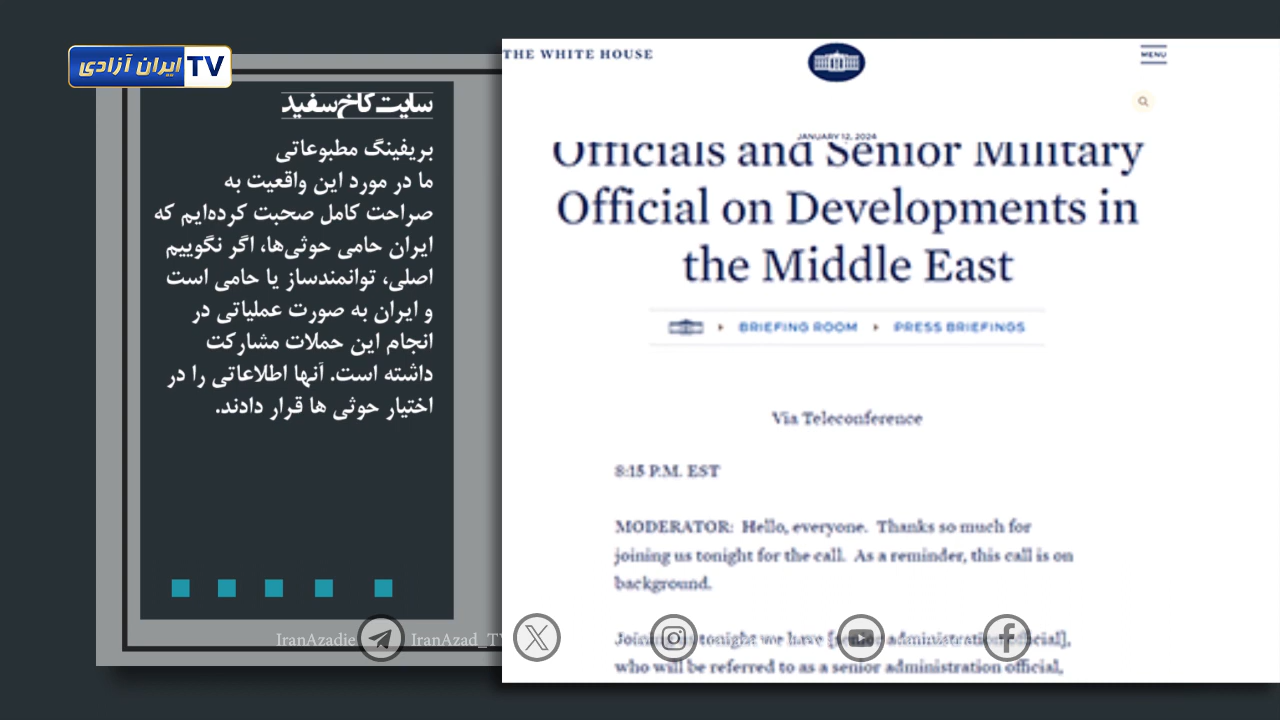 ایران آزادی TV
سایت کاخ‌سفید
بریفینگ مطبوعاتی
ما در مورد این واقعیت به
صراحت کامل صحبت کرده‌ایم که
ایران حامی حوثی‌ها، اگر نگوییم
اصلی، توانمندساز یا حامی است
و ایران به صورت عملیاتی در
انجام این حملات مشارکت
داشته است. آنها اطلاعاتی را در
اختیار حوثی ها قرار دادند.
THE WHITE HOUSE
MENU
JANUARY 12, 2024
Officials and Senior Military
Official on Developments in
the Middle East
BRIEFING ROOM
PRESS BRIEFINGS
Via Teleconference
8:15 P.M. EST
MODERATOR: Hello, everyone. Thanks so much for
joining us tonight for the call. As a reminder, this call is on
background.
Joining us tonight we have [senior administration official],
who will be referred to as a senior administration official,
IranAzadie
IranAzad_TV